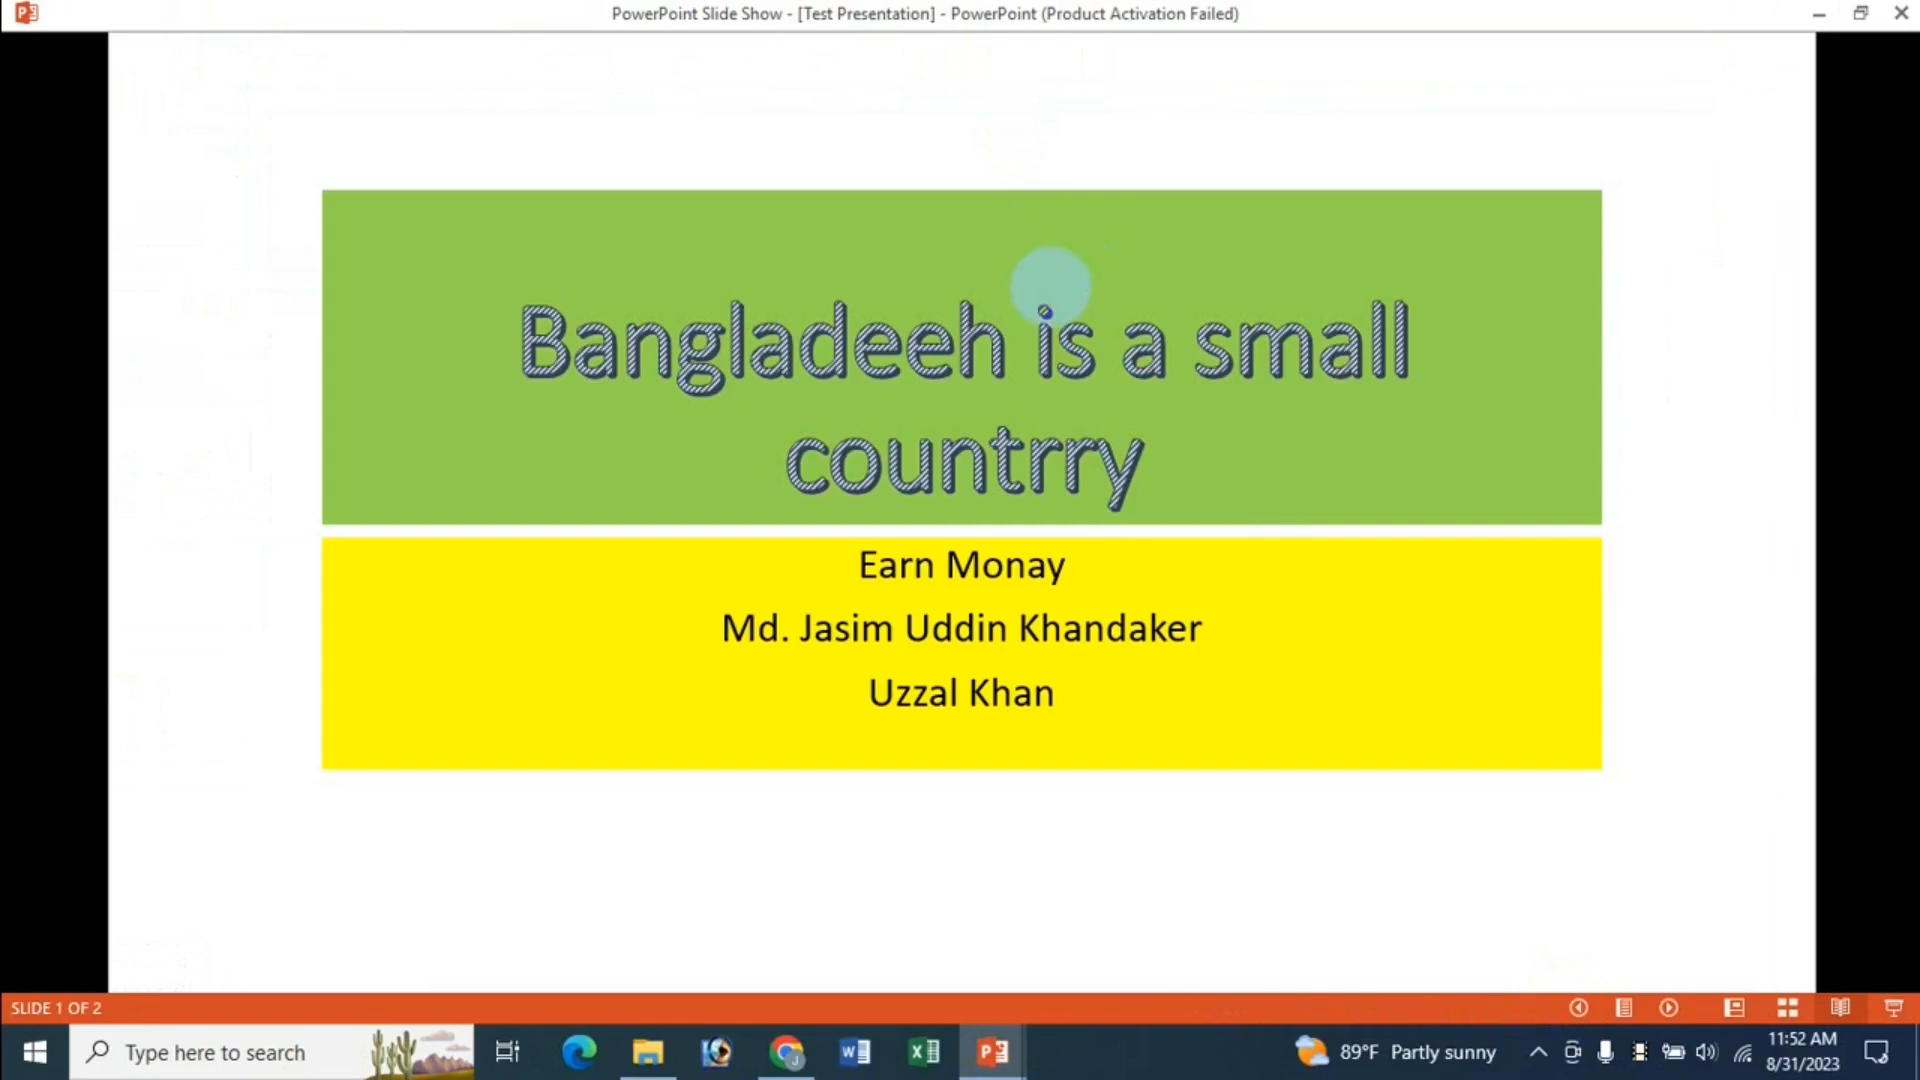 PowerPoint Slide Show - [Test Presentation] - PowerPoint (Product Activation Failed)
Bangladeeh is a small
countrry
Earn Monay
Md. Jasim Uddin Khandaker
Uzzal Khan
SLIDE 1 OF 2
Type here to search
89°F Partly sunny
11:52 AM
8/31/2023